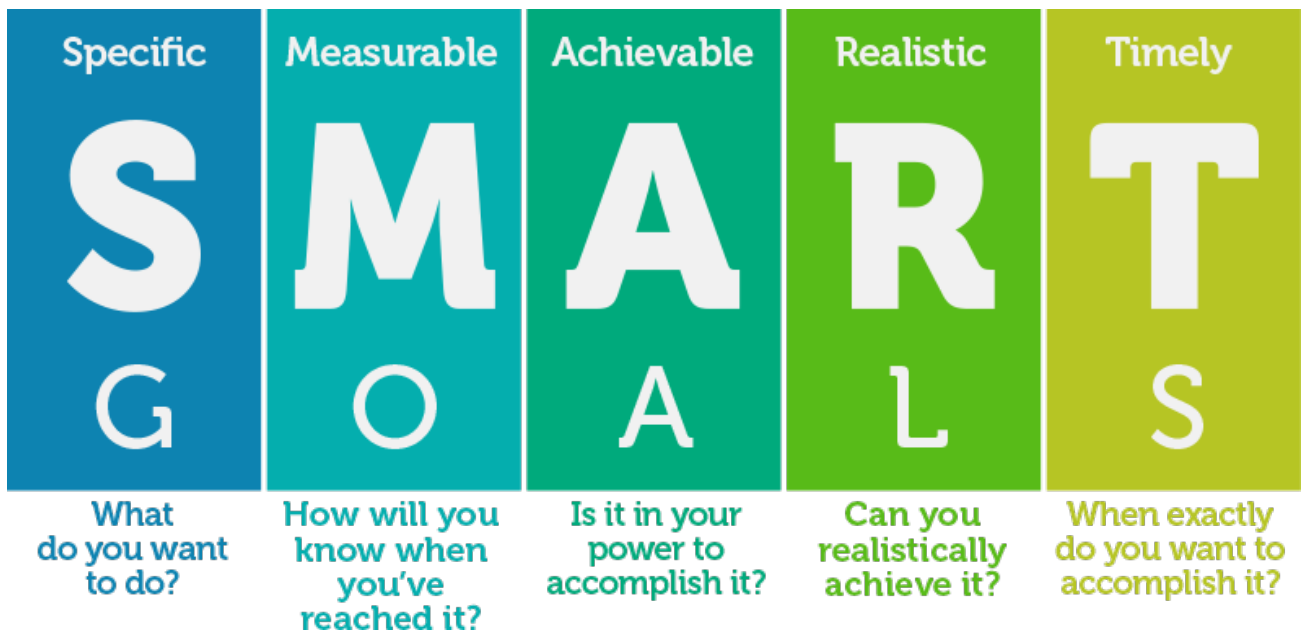 Specific
Measurable
Achievable
Realistic
Timely
S
M
A
R
T
G
O
A
L
S
What
do you want
to do?
How will you
know when
you've
reached it?
Is it in your
power to
accomplish it?
Can you
realistically
achieve it?
When exactly
do you want to
accomplish it?